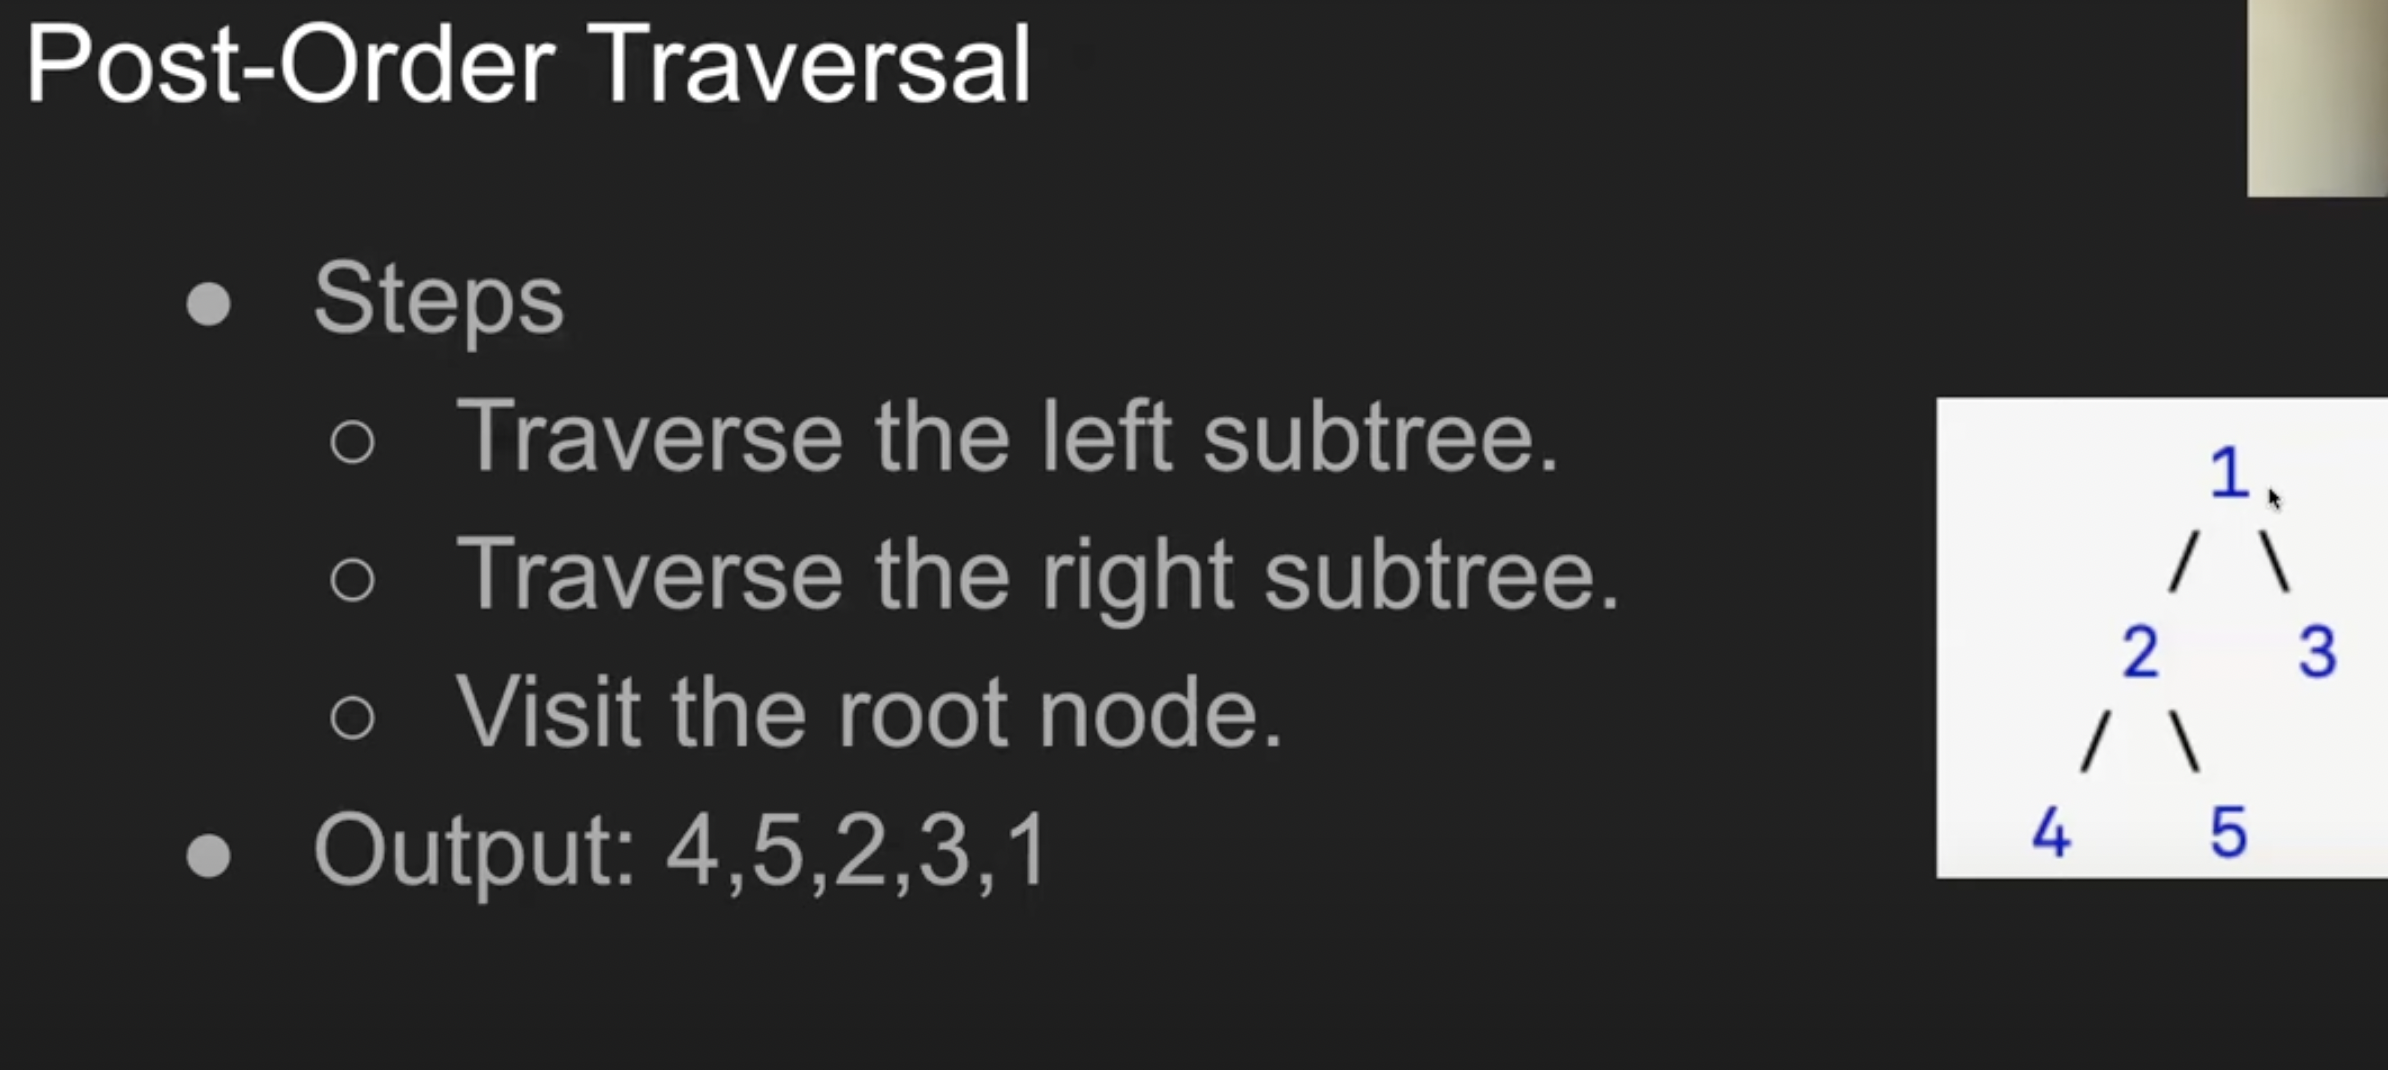 Post-Order Traversal
● Steps
○ Traverse the left subtree.
○ Traverse the right subtree.
○ Visit the root node.
● Output: 4,5,2,3,1
1
/ \
2 3
/ \
4 5